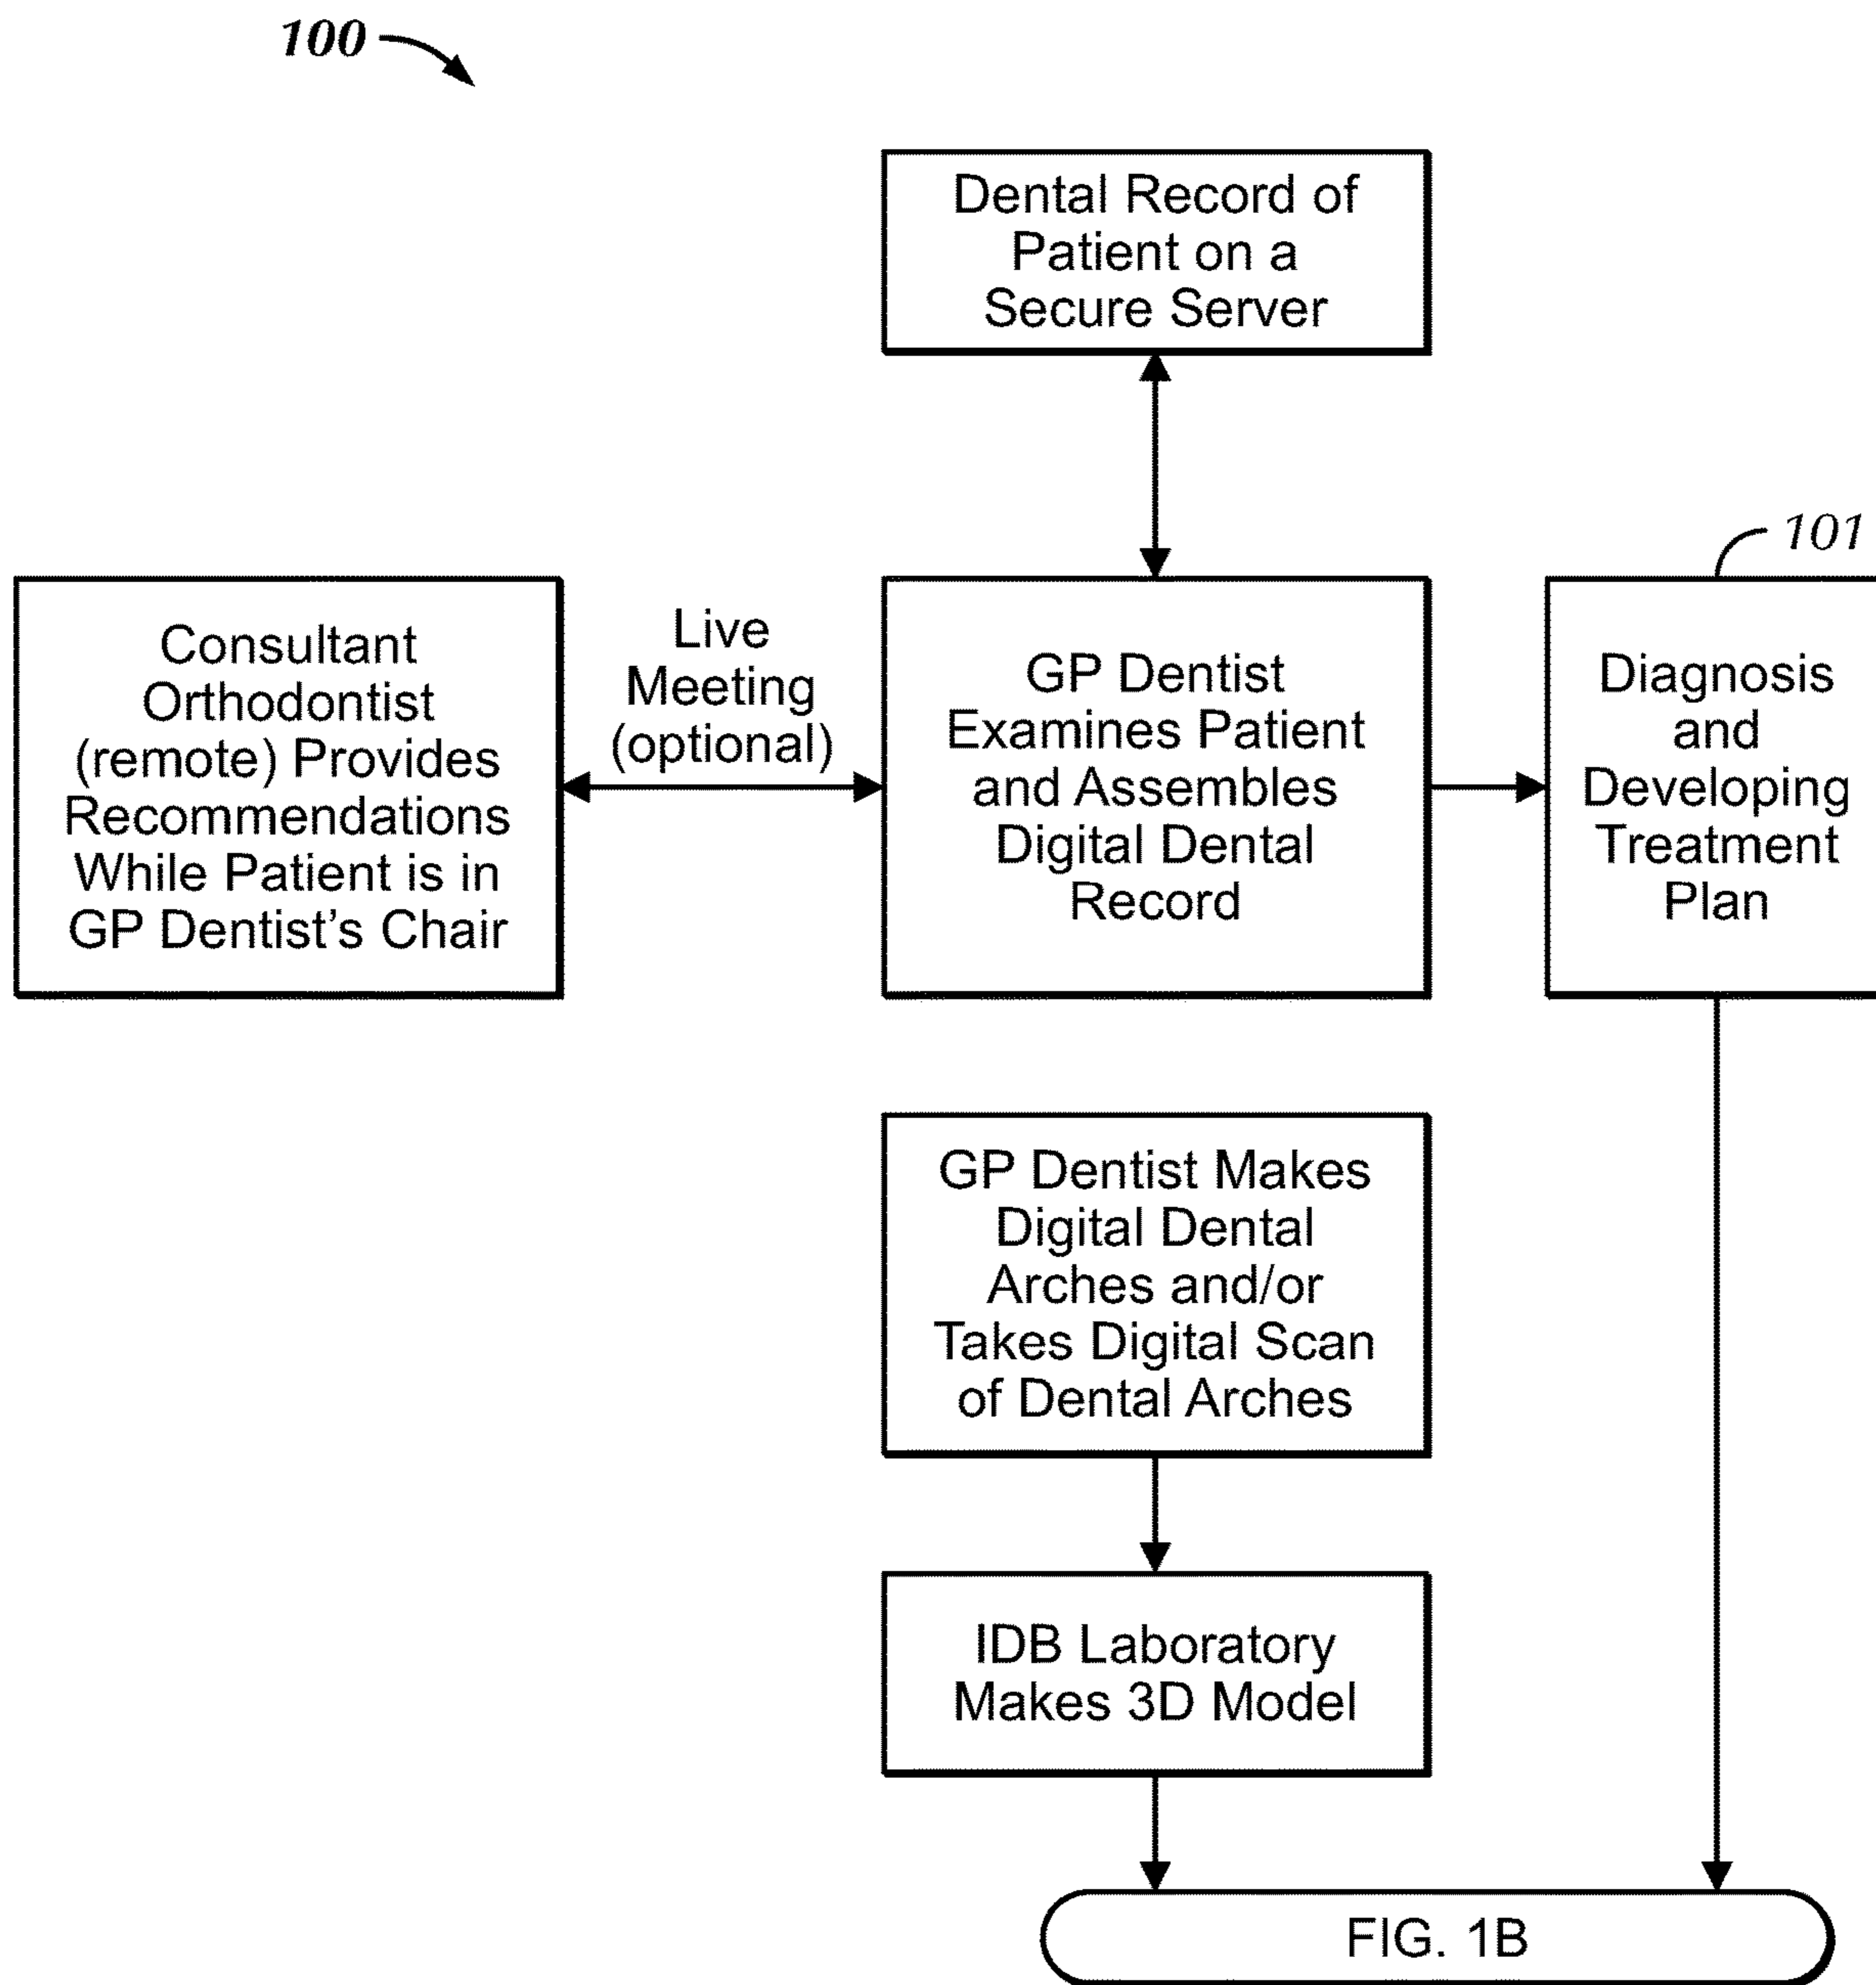 100
Dental Record of
Patient on a
Secure Server
101
Consultant
Orthodontist
(remote) Provides
Recommendations
While Patient is in
GP Dentist’s Chair
Live
Meeting
(optional)
GP Dentist
Examines Patient
and Assembles
Digital Dental
Record
Diagnosis
and
Developing
Treatment
Plan
GP Dentist Makes
Digital Dental
Arches and/or
Takes Digital Scan
of Dental Arches
IDB Laboratory
Makes 3D Model
FIG. 1B